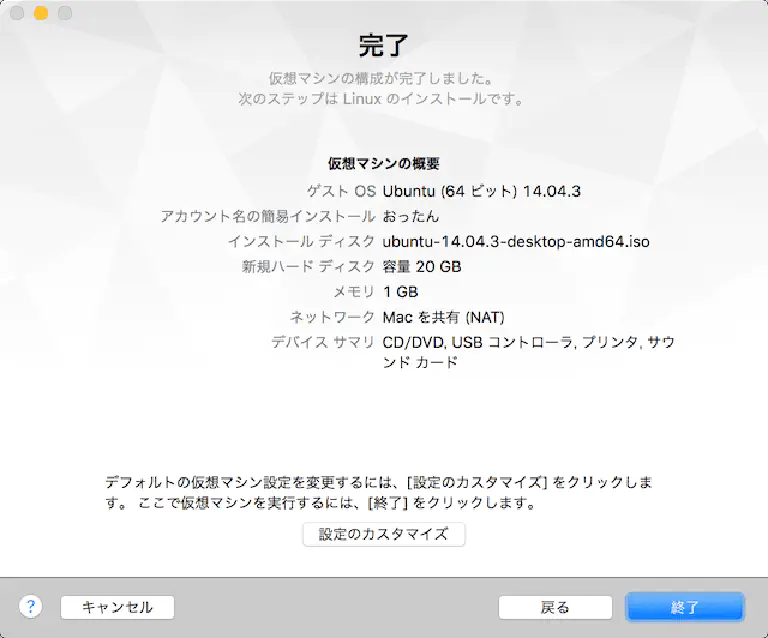 完了
仮想マシンの構成が完了しました。
次のステップは Linux のインストールです。
仮想マシンの概要
ゲスト OS Ubuntu (64 ビット) 14.04.3
アカウント名の簡易インストール おったん
インストール ディスク ubuntu-14.04.3-desktop-amd64.iso
新規ハード ディスク 容量 20 GB
メモリ 1 GB
ネットワーク Mac を共有 (NAT)
デバイス サマリ CD/DVD, USB コントローラ, プリンタ, サウ
ンド カード
デフォルトの仮想マシン設定を変更するには、[設定のカスタマイズ] をクリックしま
す。 ここで仮想マシンを実行するには、[終了] をクリックします。
設定のカスタマイズ
? キャンセル 戻る 終了